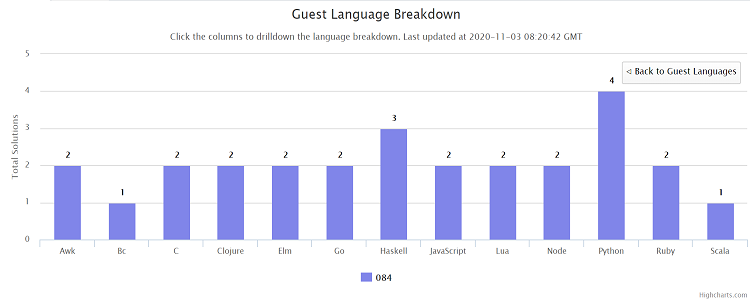 Guest Language Breakdown
Click the columns to drilldown the language breakdown. Last updated at 2020-11-03 08:20:42 GMT
◁ Back to Guest Languages
Total Solutions
5
4
3
2
1
0
2 1 2 2 2 2 3 2 2 2 4 2 1
Awk Bc C Clojure Elm Go Haskell JavaScript Lua Node Python Ruby Scala
084
Highcharts.com